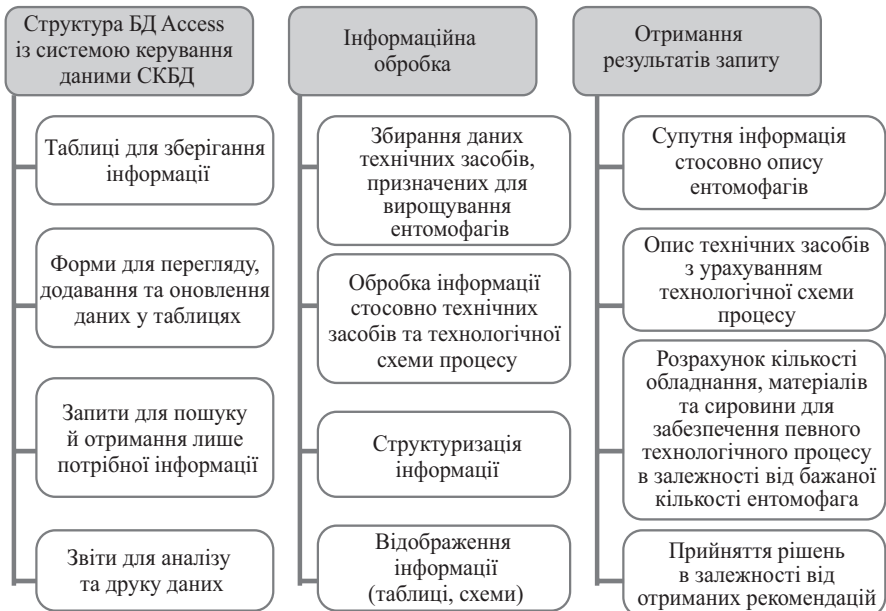 Структура БД Access
із системою керування
даними СКБД
Таблиці для зберігання
інформації
Форми для перегляду,
додавання та оновлення
даних у таблицях
Запити для пошуку
й отримання лише
потрібної інформації
Звіти для аналізу
та друку даних
Інформаційна
обробка
Збирання даних
технічних засобів,
призначених для
вирощування
ентомофагів
Обробка інформації
стосовно технічних
засобів та технологічної
схеми процесу
Структуризація
інформації
Відображення
інформації
(таблиці, схеми)
Отримання
результатів запиту
Супутня інформація
стосовно опису
ентомофагів
Опис технічних засобів
з урахуванням
технологічної схеми
процесу
Розрахунок кількості
обладнання, матеріалів
та сировини для
забезпечення певного
технологічного процесу
в залежності від бажаної
кількості ентомофага
Прийняття рішень
в залежності від
отриманих рекомендацій